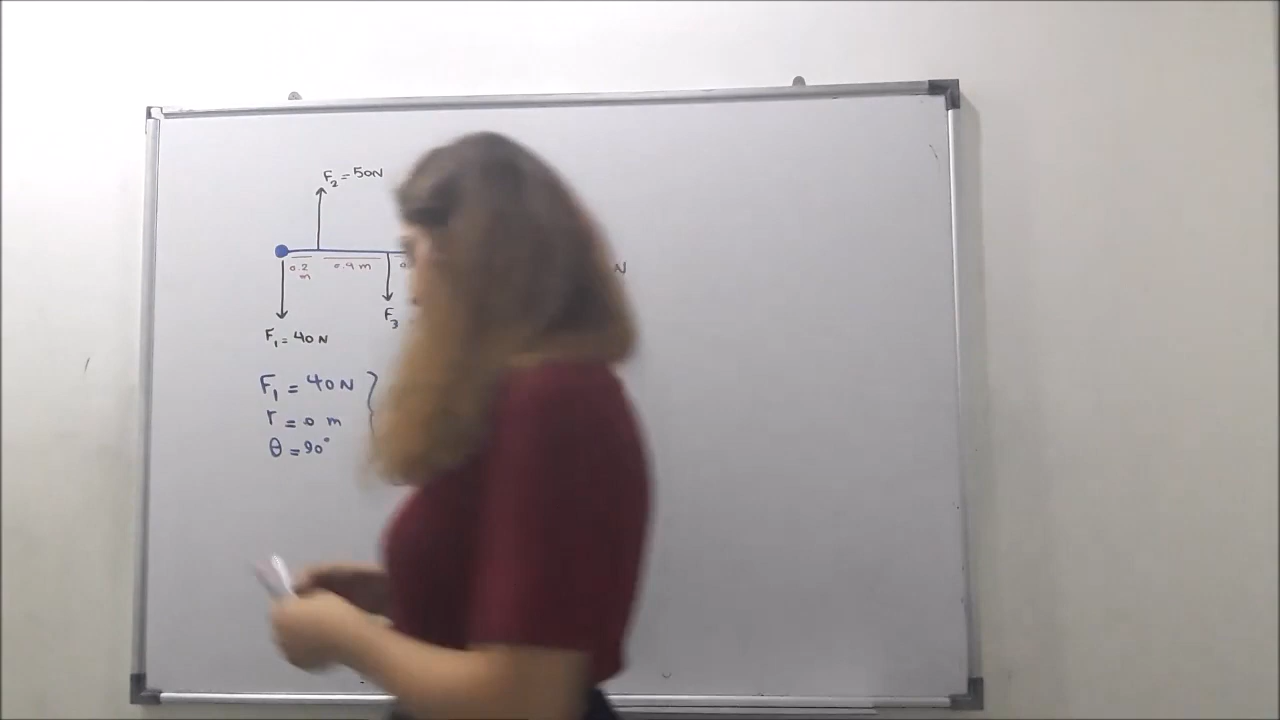 F₂ = 50N
0.2 m
0.4 m
N
F₃
F₁ = 40 N
F₁ = 40 N
r = 0 m
θ = 90°